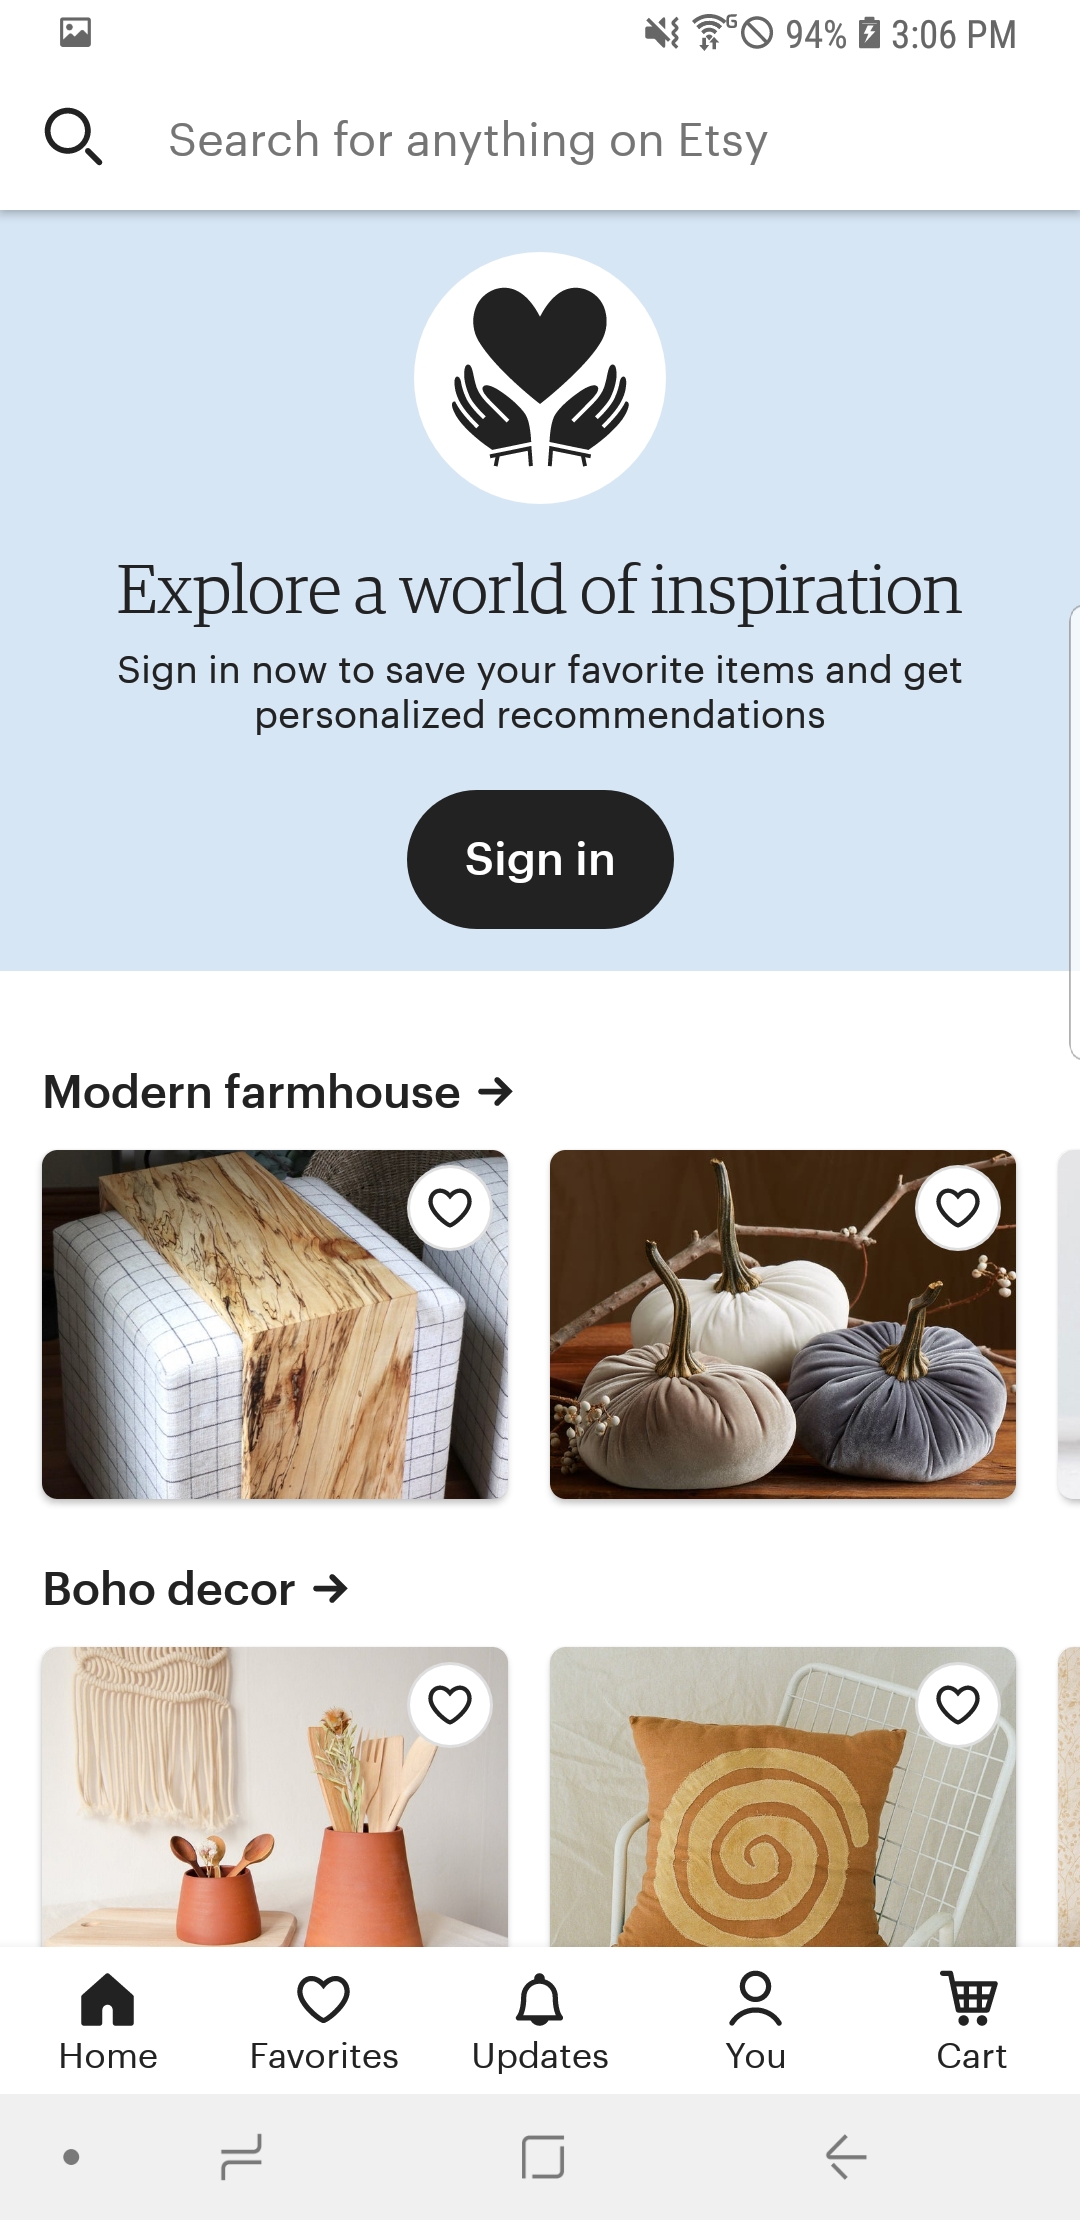 94% 3:06 PM
Search for anything on Etsy
Explore a world of inspiration
Sign in now to save your favorite items and get
personalized recommendations
Sign in
Modern farmhouse →
Boho decor →
Home Favorites Updates You Cart